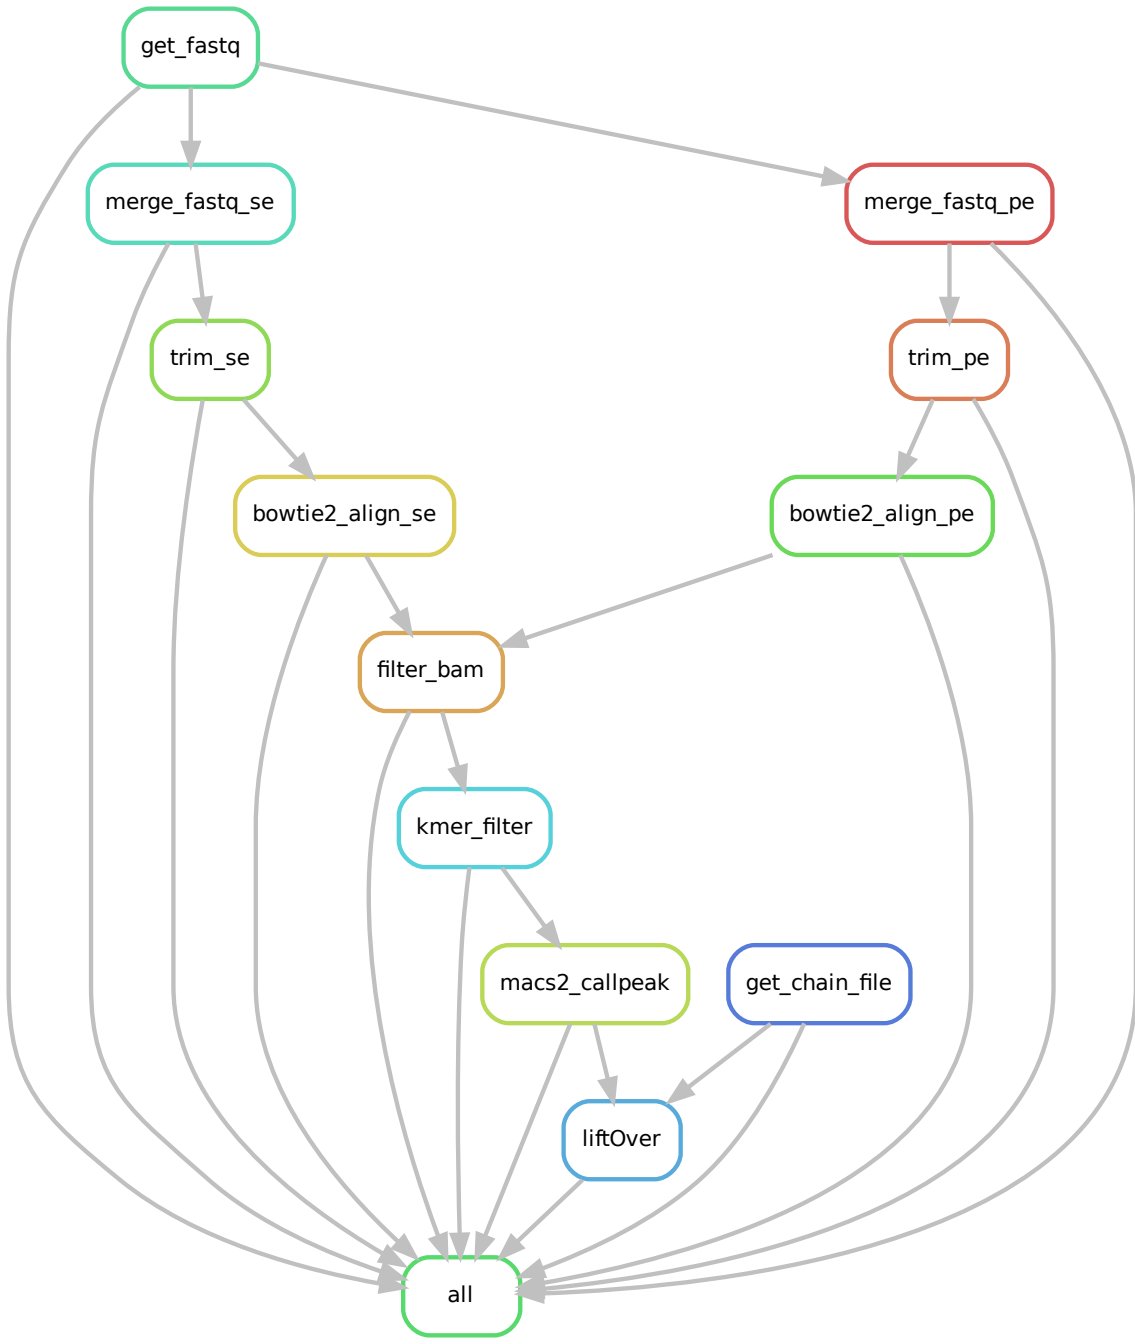 get_fastq
merge_fastq_se
merge_fastq_pe
trim_se
trim_pe
bowtie2_align_se
bowtie2_align_pe
filter_bam
kmer_filter
macs2_callpeak
get_chain_file
liftOver
all